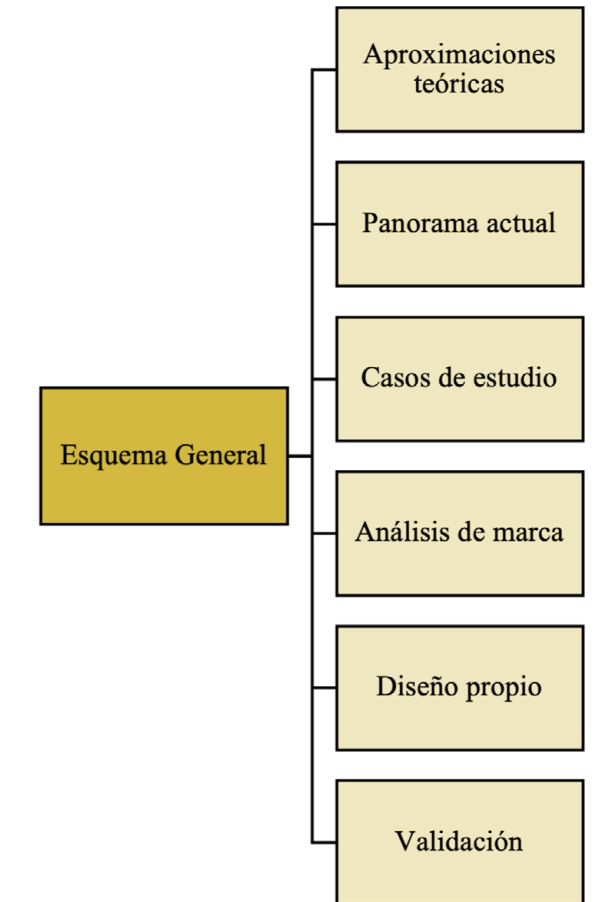 Aproximaciones
teóricas
Panorama actual
Casos de estudio
Esquema General
Análisis de marca
Diseño propio
Validación